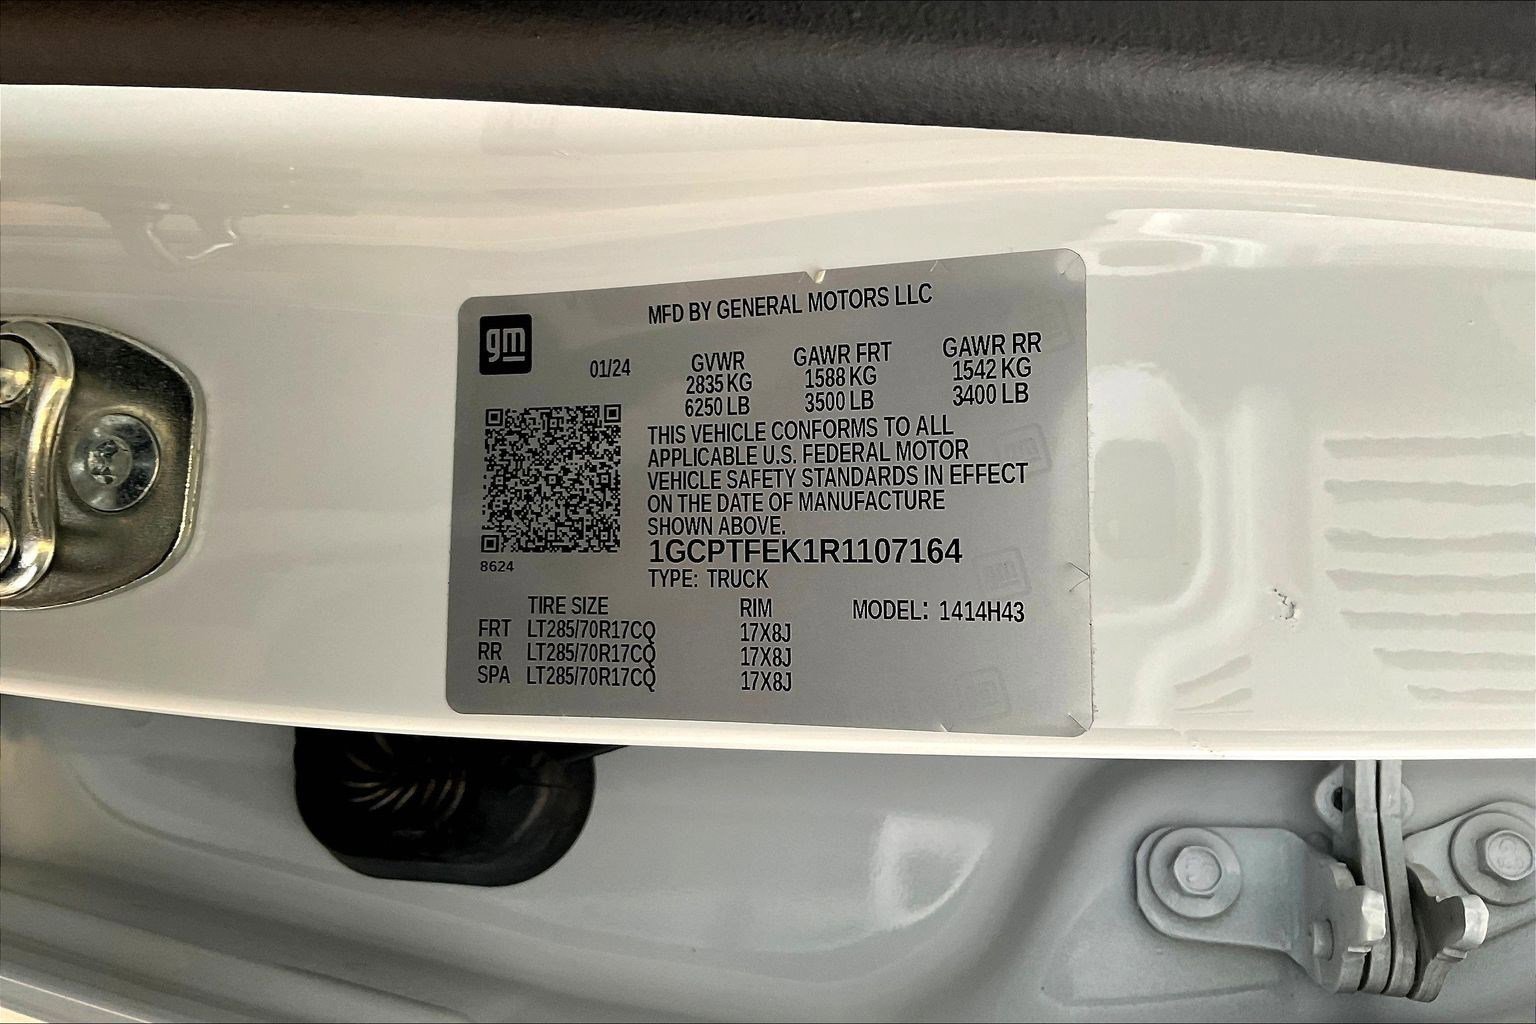 MFD BY GENERAL MOTORS LLC
gm
01/24
GVWR GAWR FRT GAWR RR
2835 KG 1588 KG 1542 KG
6250 LB 3500 LB 3400 LB
THIS VEHICLE CONFORMS TO ALL
APPLICABLE U.S. FEDERAL MOTOR
VEHICLE SAFETY STANDARDS IN EFFECT
ON THE DATE OF MANUFACTURE
SHOWN ABOVE.
1GCPTFEK1R1107164
8624
TYPE: TRUCK
TIRE SIZE RIM MODEL: 1414H43
FRT LT285/70R17CQ 17X8J
RR LT285/70R17CQ 17X8J
SPA LT285/70R17CQ 17X8J